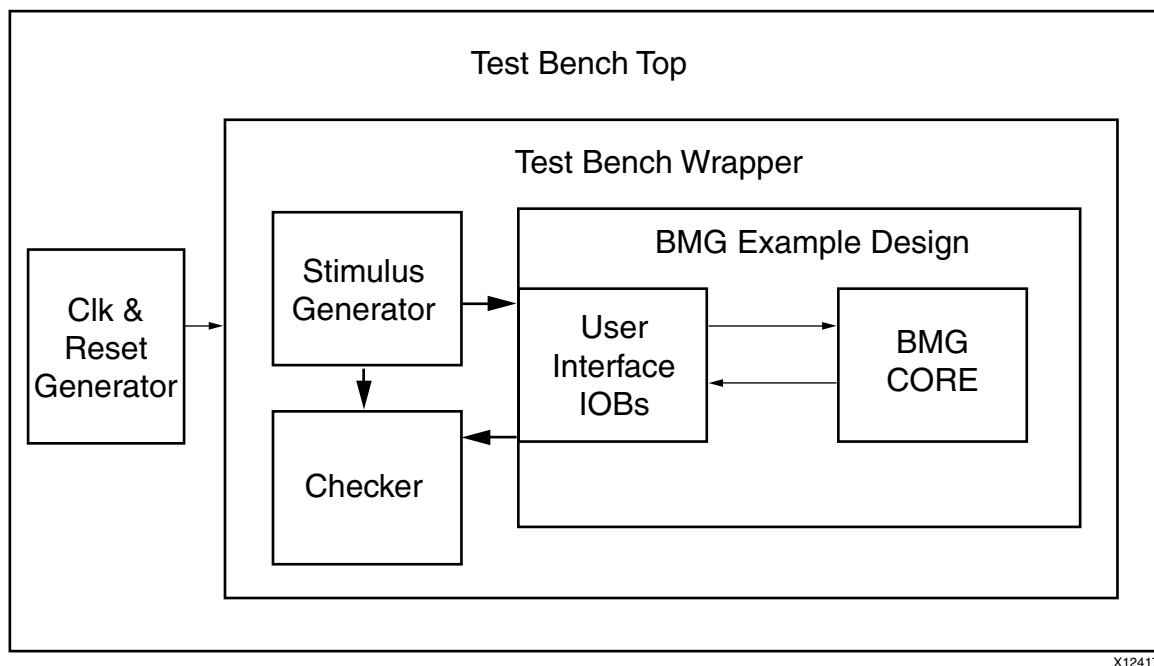 Test Bench Top
Test Bench Wrapper
BMG Example Design
Stimulus
Generator
Clk &
Reset
Generator
User
Interface
IOBs
BMG
CORE
Checker